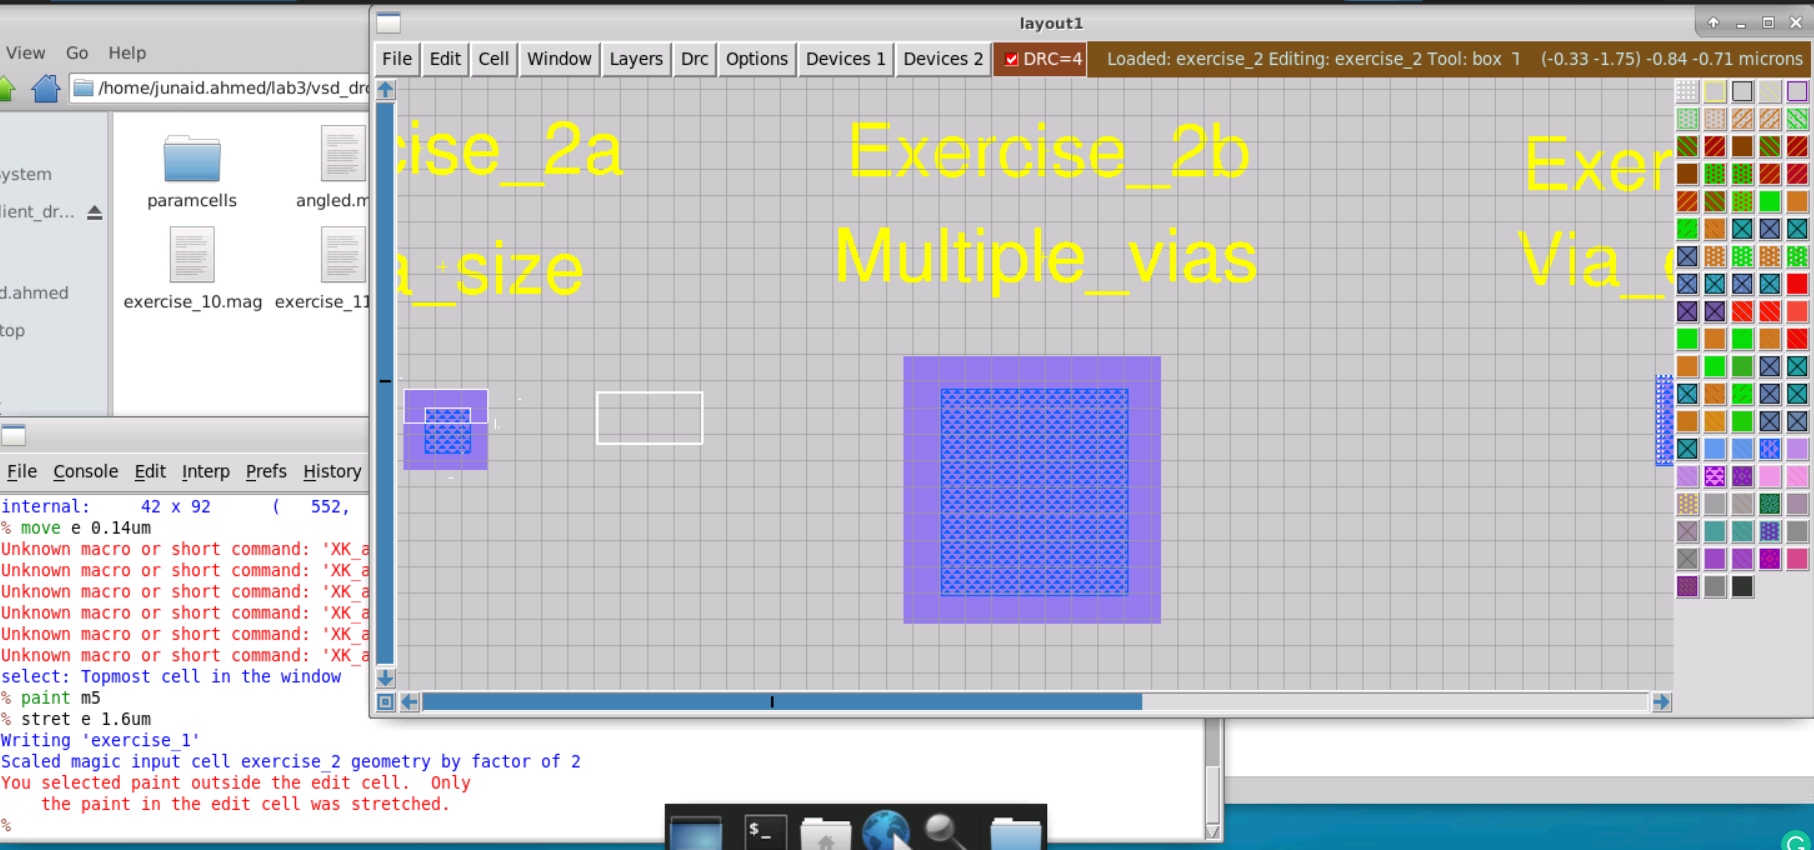 View Go Help
/home/junaid.ahmed/lab3/vsd_dr
ystem
lient_dr...
d.ahmed
top
paramcells
angled.m
exercise_10.mag
exercise_11
layout1
File Edit Cell Window Layers Drc Options Devices 1 Devices 2 DRC=4 Loaded: exercise_2 Editing: exercise_2 Tool: box (-0.33 -1.75) -0.84 -0.71 microns
cise_2a
a_size
Exercise_2b
Multiple_vias
Exer
Via_
File Console Edit Interp Prefs History
internal: 42 x 92 ( 552,
% move e 0.14um
Unknown macro or short command: 'XK_a
Unknown macro or short command: 'XK_a
Unknown macro or short command: 'XK_a
Unknown macro or short command: 'XK_a
Unknown macro or short command: 'XK_a
Unknown macro or short command: 'XK_a
select: Topmost cell in the window
% paint m5
% stret e 1.6um
Writing 'exercise_1'
Scaled magic input cell exercise_2 geometry by factor of 2
You selected paint outside the edit cell. Only
the paint in the edit cell was stretched.
%
$_